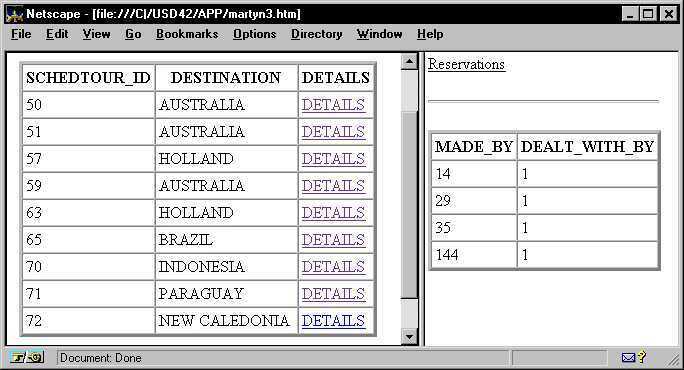 Netscape - [file:///C|/USD42/APP/martyn3.htm]
File Edit View Go Bookmarks Options Directory Window Help
SCHEDTOUR_ID DESTINATION DETAILS
50 AUSTRALIA DETAILS
51 AUSTRALIA DETAILS
57 HOLLAND DETAILS
59 AUSTRALIA DETAILS
63 HOLLAND DETAILS
65 BRAZIL DETAILS
70 INDONESIA DETAILS
71 PARAGUAY DETAILS
72 NEW CALEDONIA DETAILS
Reservations
MADE_BY DEALT_WITH_BY
14 1
29 1
35 1
144 1
Document: Done